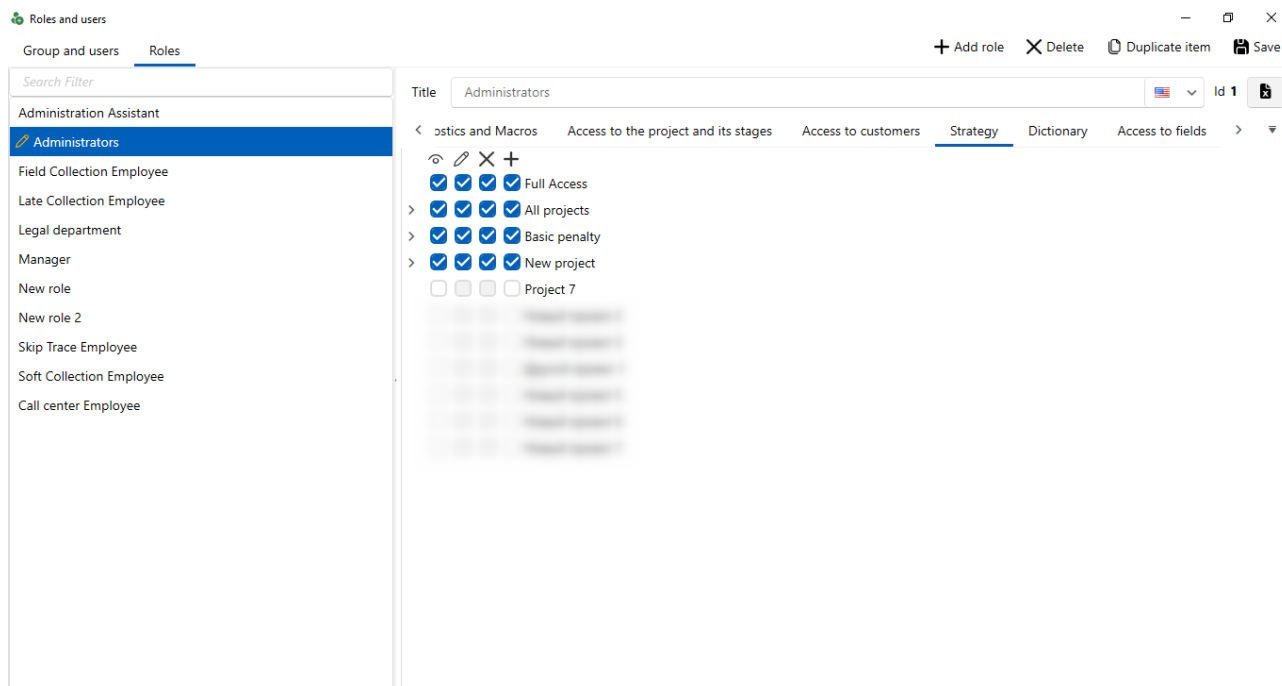 Roles and users
Group and users Roles
Add role Delete Duplicate item Save
Search Filter
Administration Assistant
Administrators
Field Collection Employee
Late Collection Employee
Legal department
Manager
New role
New role 2
Skip Trace Employee
Soft Collection Employee
Call center Employee
Title Administrators Id 1
ostics and Macros Access to the project and its stages Access to customers Strategy Dictionary Access to fields
Full Access
All projects
Basic penalty
New project
Project 7